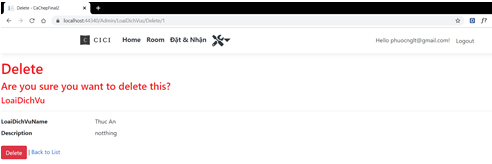 Delete - CaChepFinal2
localhost:44340/Admin/LoaiDichVu/Delete/1
CICI Home Room Đặt & Nhận Hello phuocnglt@gmail.com! Logout
Delete
Are you sure you want to delete this?
LoaiDichVu
LoaiDichVuName Thuc An
Description notthing
Delete | Back to List